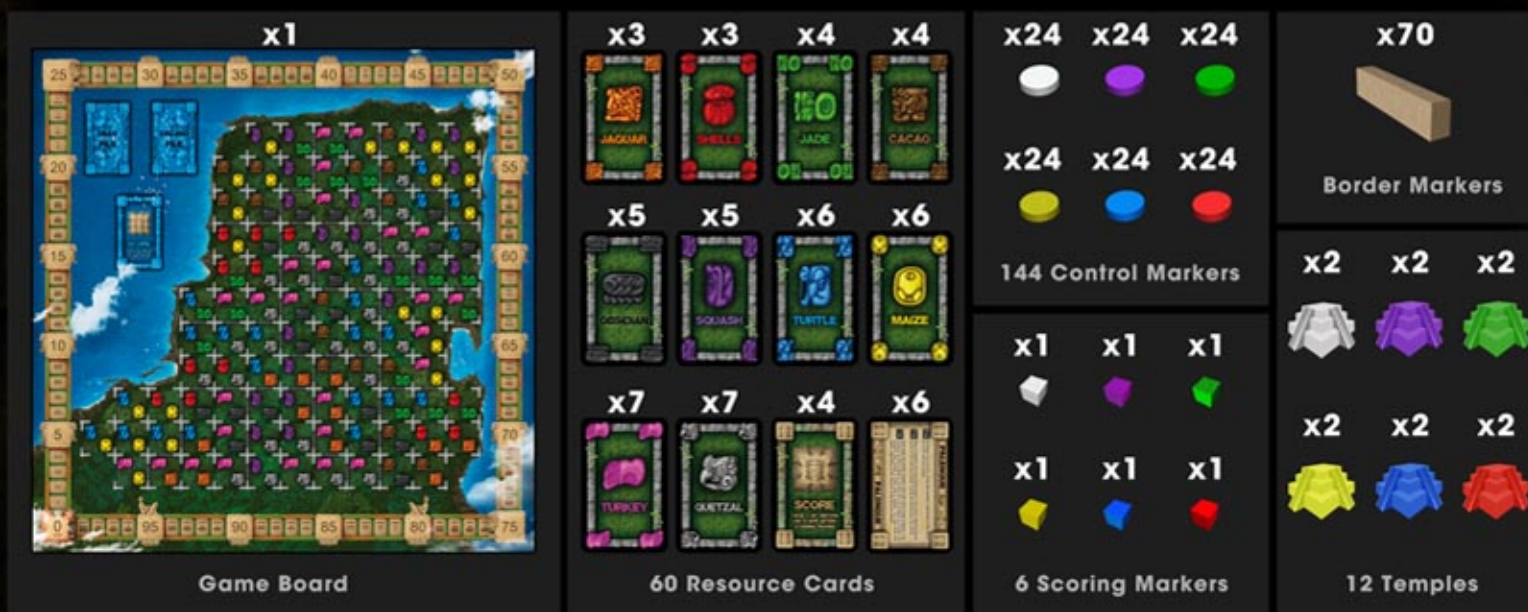 x1
25 30 35 40 45 50
20 55
15 60
10 65
5 70
0 95 90 85 80 75
Game Board
x3 x3 x4 x4
JAGUAR SHELLS JADE CACAO
x5 x5 x6 x6
OBSIDIAN SQUASH TURTLE MAIZE
x7 x7 x4 x6
TURKEY QUETZAL SCORE
60 Resource Cards
x24 x24 x24
x24 x24 x24
144 Control Markers
x1 x1 x1
x1 x1 x1
6 Scoring Markers
x70
Border Markers
x2 x2 x2
x2 x2 x2
12 Temples